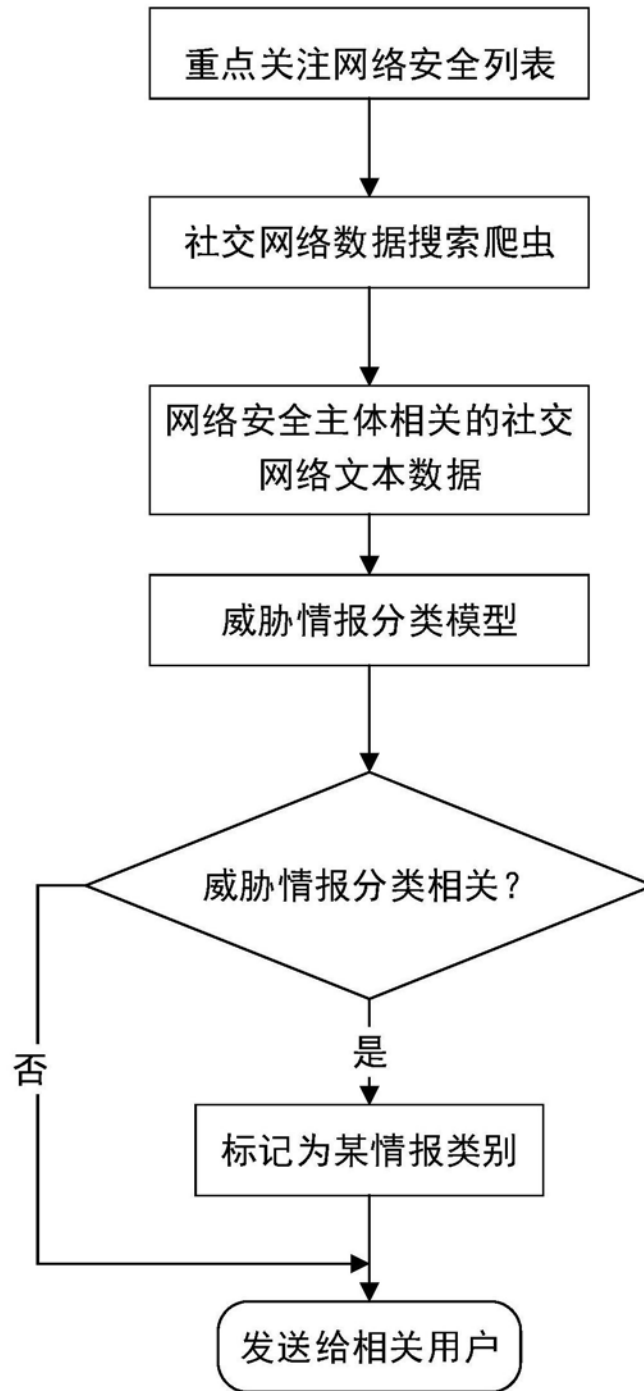 重点关注网络安全列表
社交网络数据搜索爬虫
网络安全主体相关的社交
网络文本数据
威胁情报分类模型
威胁情报分类相关？
是
否
标记为某情报类别
发送给相关用户